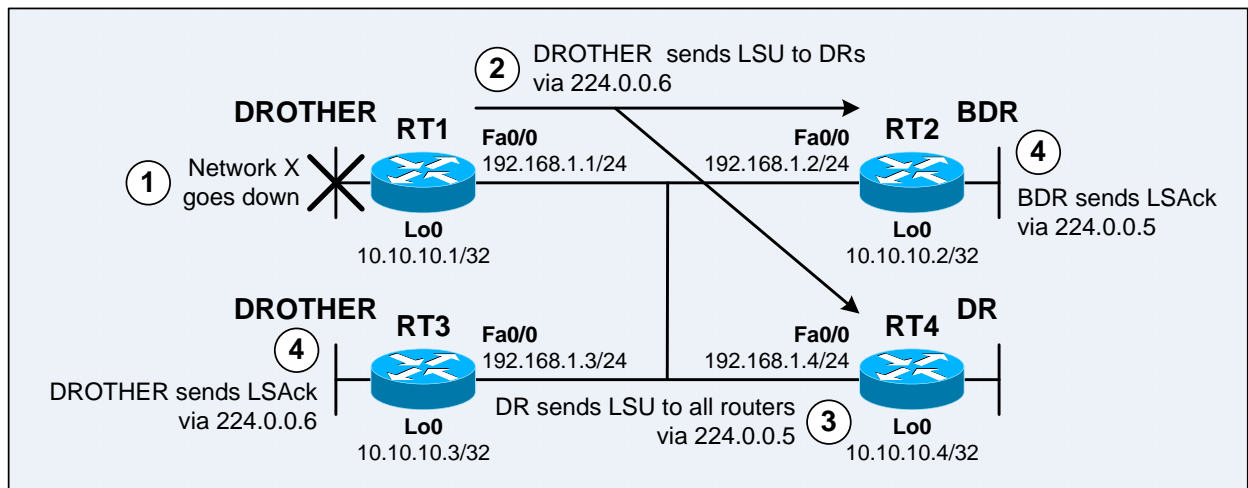 2
DROTHER sends LSU to DRs
via 224.0.0.6
DROTHER
RT1
Fa0/0
192.168.1.1/24
Fa0/0
192.168.1.2/24
RT2
BDR
1
Network X
goes down
4
BDR sends LSAck
via 224.0.0.5
Lo0
10.10.10.1/32
Lo0
10.10.10.2/32
DROTHER
RT3
Fa0/0
192.168.1.3/24
Fa0/0
192.168.1.4/24
RT4
DR
4
DROTHER sends LSAck
via 224.0.0.6
DR sends LSU to all routers
via 224.0.0.5
3
Lo0
10.10.10.3/32
Lo0
10.10.10.4/32